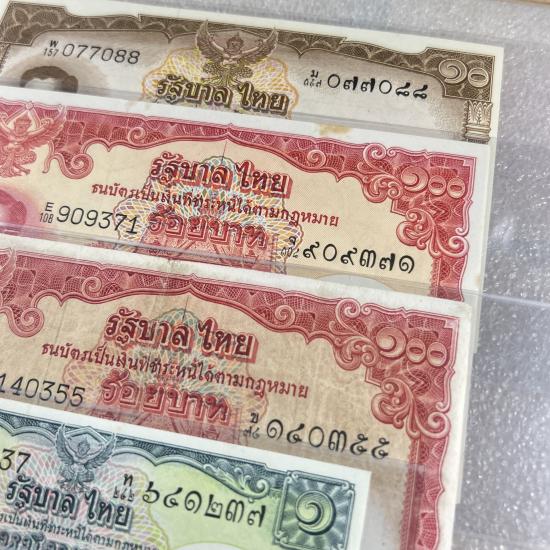 W
157 077088
ม
๑๕๗ ๐๗๗๐๘๘
๑๐
รัฐบาล ไทย
รัฐบาล ไทย
๑๐๐
ธนบัตรเป็นเงินที่ชำระหนี้ได้ตามกฎหมาย
E
108 909371
ร้อยบาท
๙๐๙๓๗๑
รัฐบาล ไทย
๑๐๐
ธนบัตรเป็นเงินที่ชำระหนี้ได้ตามกฎหมาย
140355
ร้อยบาท
ข
๑๔๐๓๕๕
37
๖๔๑๒๓๗
๑
รัฐบาล ไทย